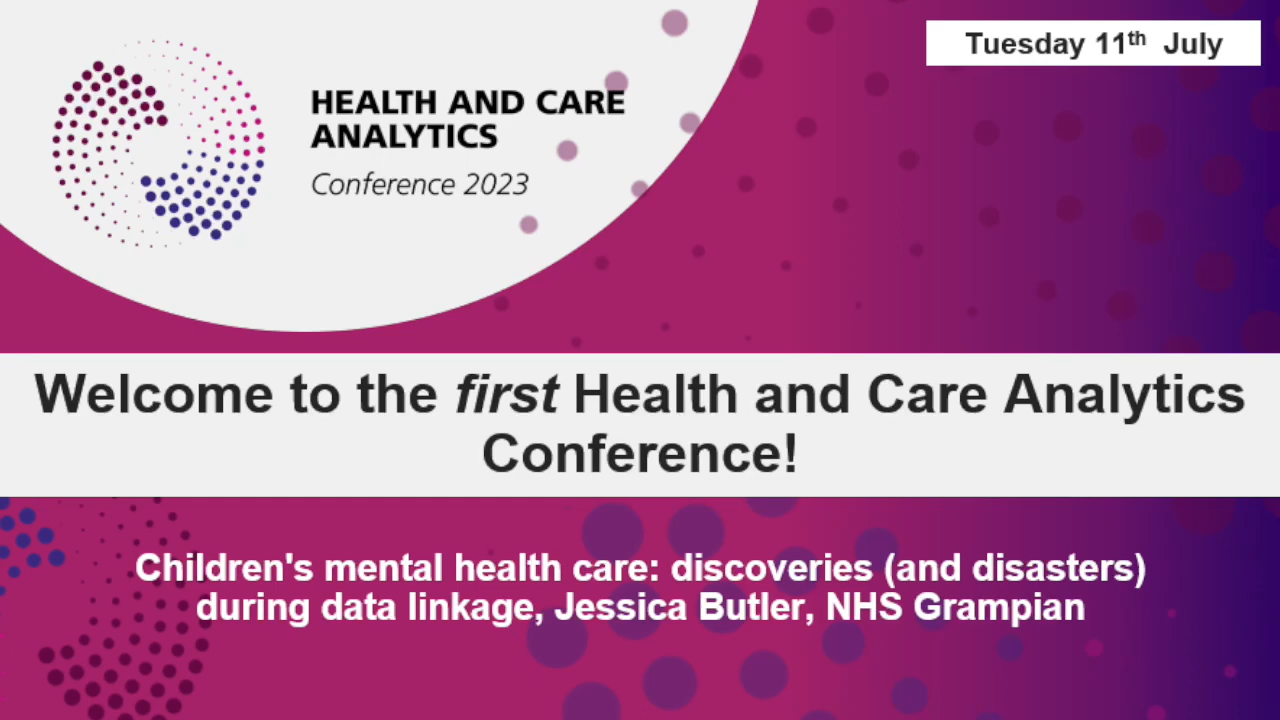 Tuesday 11th July
HEALTH AND CARE
ANALYTICS
Conference 2023
Welcome to the first Health and Care Analytics
Conference!
Children's mental health care: discoveries (and disasters)
during data linkage, Jessica Butler, NHS Grampian